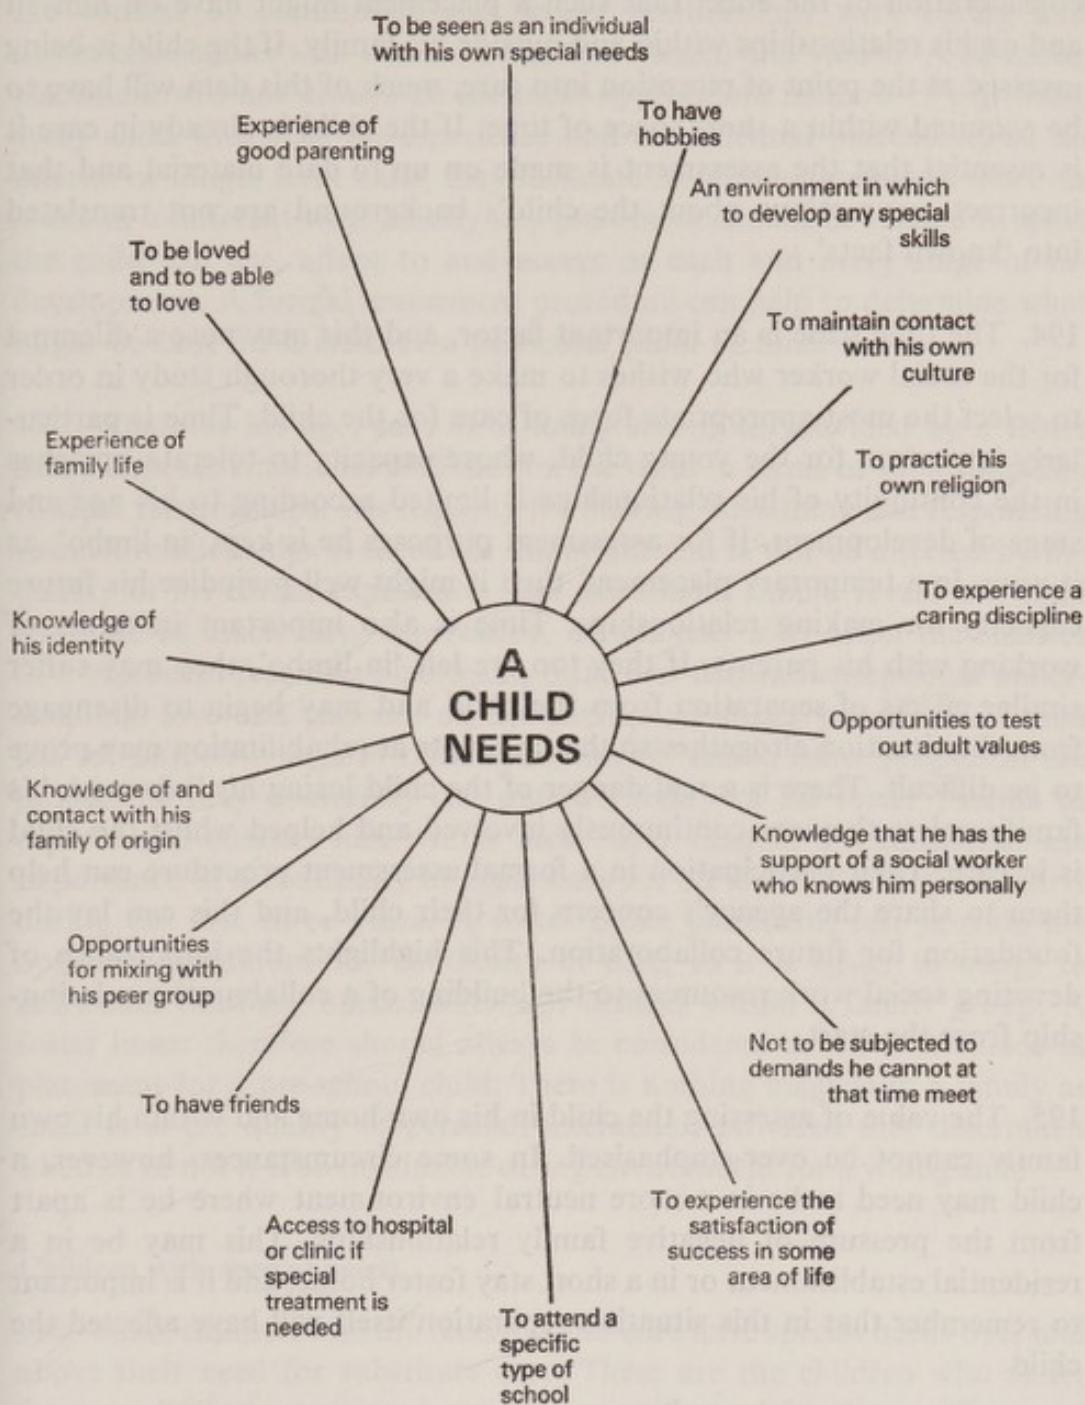 To be seen as an individual
with his own special needs
To have
hobbies
An environment in which
to develop any special
skills
To maintain contact
with his own
culture
To practice his
own religion
To experience a
caring discipline
Opportunities to test
out adult values
Knowledge that he has the
support of a social worker
who knows him personally
Not to be subjected to
demands he cannot at
that time meet
To experience the
satisfaction of
success in some
area of life
To attend a
specific
type of
school
Access to hospital
or clinic if
special
treatment is
needed
To have friends
Opportunities
for mixing with
his peer group
Knowledge of and
contact with his
family of origin
Knowledge of
his identity
Experience of
family life
To be loved
and to be able
to love
Experience of
good parenting
A
CHILD
NEEDS